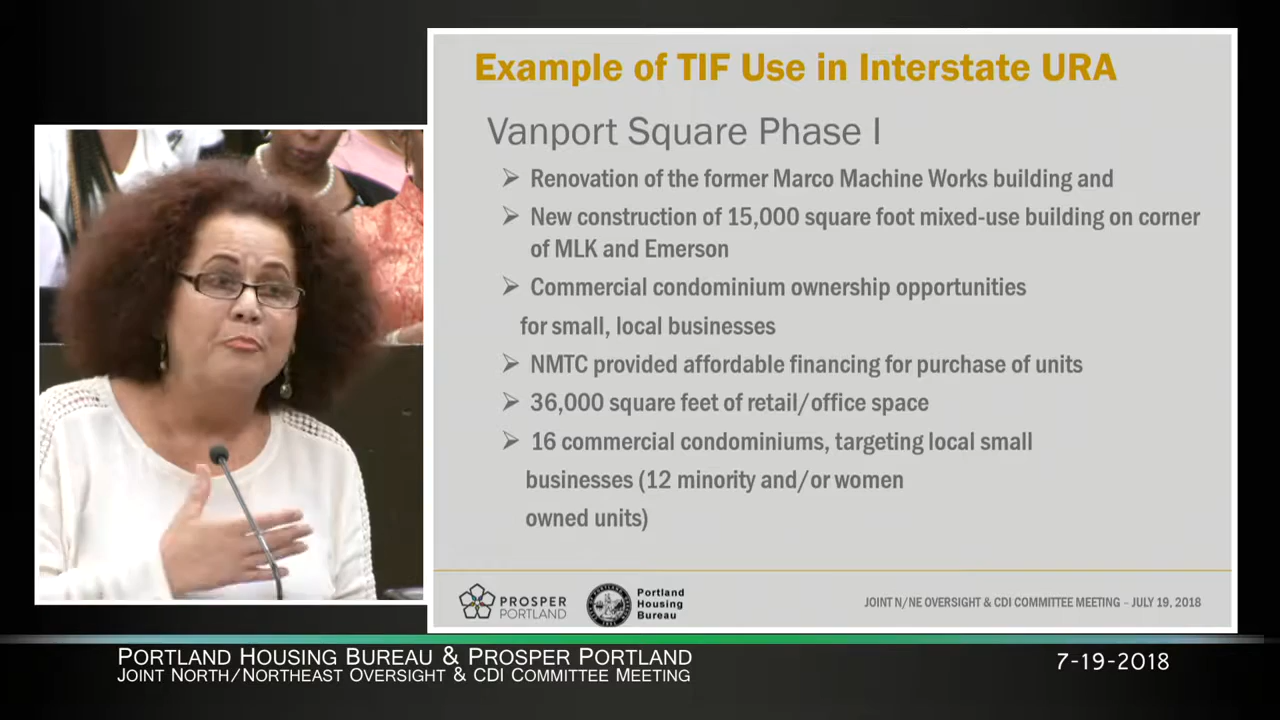 Example of TIF Use in Interstate URA
Vanport Square Phase I
Renovation of the former Marco Machine Works building and
New construction of 15,000 square foot mixed-use building on corner
of MLK and Emerson
Commercial condominium ownership opportunities
for small, local businesses
NMTC provided affordable financing for purchase of units
36,000 square feet of retail/office space
16 commercial condominiums, targeting local small
businesses (12 minority and/or women
owned units)
PROSPER
PORTLAND
Portland
Housing
Bureau
JOINT N/NE OVERSIGHT & CDI COMMITTEE MEETING – JULY 19, 2018
PORTLAND HOUSING BUREAU & PROSPER PORTLAND
JOINT NORTH/NORTHEAST OVERSIGHT & CDI COMMITTEE MEETING
7-19-2018